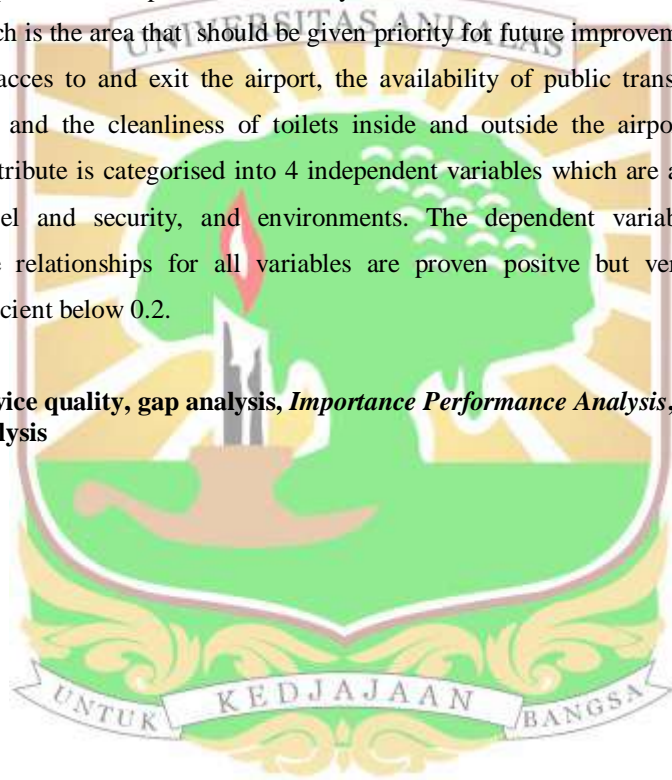 UNIVERSITAS ANDALAS
ch is the area that should be given priority for future improvem
acces to and exit the airport, the availability of public trans
and the cleanliness of toilets inside and outside the airpo
tribute is categorised into 4 independent variables which are a
el and security, and environments. The dependent variab
relationships for all variables are proven positve but ver
cient below 0.2.
vice quality, gap analysis, Importance Performance Analysis,
lysis
UNTUK KEDJAJAAN BANGSA